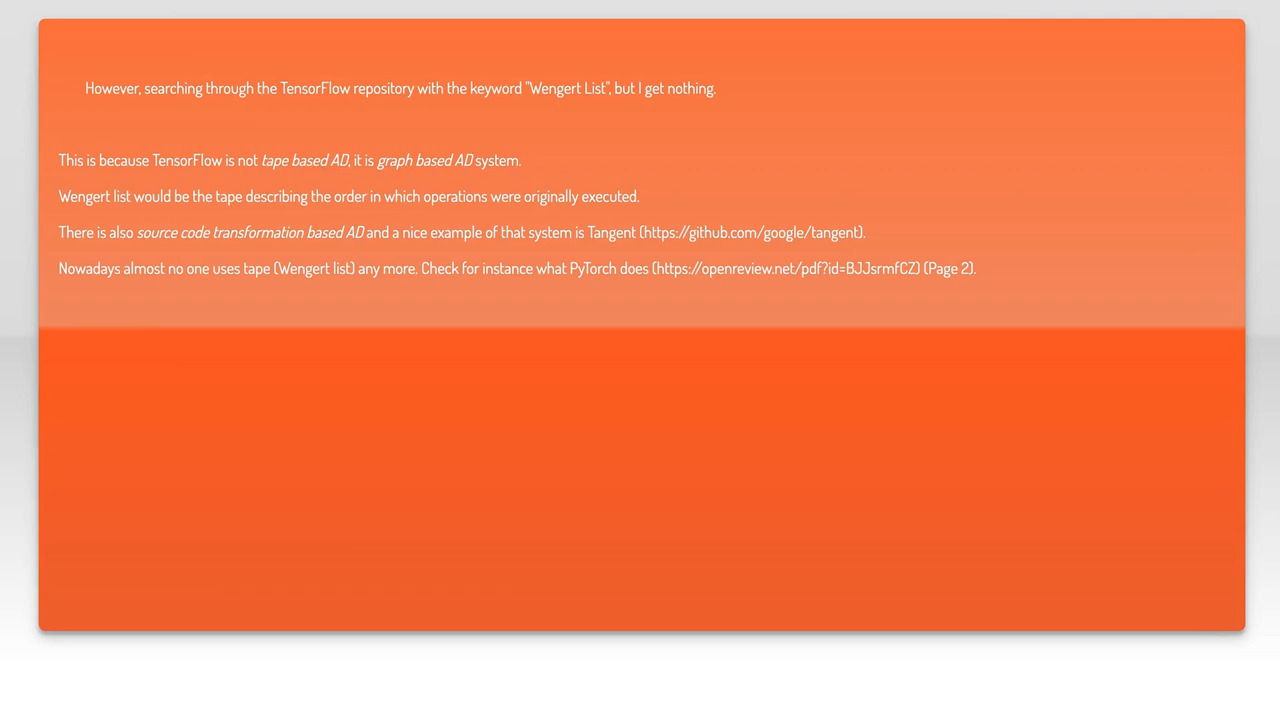 However, searching through the TensorFlow repository with the keyword "Wengert List", but I get nothing.
This is because TensorFlow is not tape based AD, it is graph based AD system.
Wengert list would be the tape describing the order in which operations were originally executed.
There is also source code transformation based AD and a nice example of that system is Tangent (https://github.com/google/tangent).
Nowadays almost no one uses tape (Wengert list) any more. Check for instance what PyTorch does (https://openreview.net/pdf?id=BJJsrmfCZ) (Page 2).